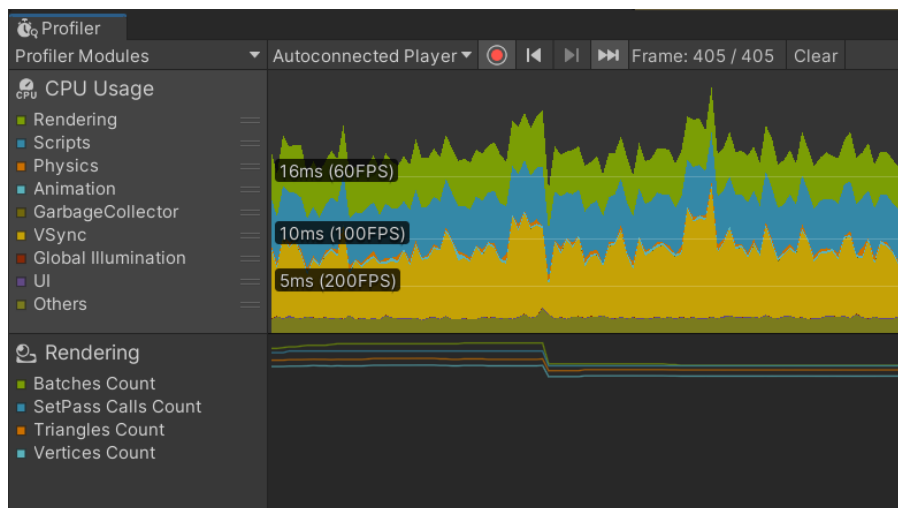 Profiler
Profiler Modules
Autoconnected Player
Frame: 405 / 405
Clear
CPU Usage
CPU
Rendering
Scripts
Physics
Animation
GarbageCollector
VSync
Global Illumination
UI
Others
16ms (60FPS)
10ms (100FPS)
5ms (200FPS)
Rendering
Batches Count
SetPass Calls Count
Triangles Count
Vertices Count